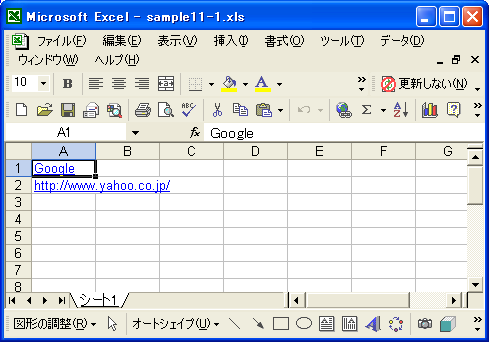 Microsoft Excel - sample11-1.xls
ファイル(F) 編集(E) 表示(V) 挿入(I) 書式(O) ツール(T) データ(D)
ウィンドウ(W) ヘルプ(H)
10 B A 更新しない(N)
ABC Σ A Z
A1 fx Google
A B C D E F G
1 Google
2 http://www.yahoo.co.jp/
3
4
5
6
7
8
シート1
図形の調整(R) オートシェイプ(U) A